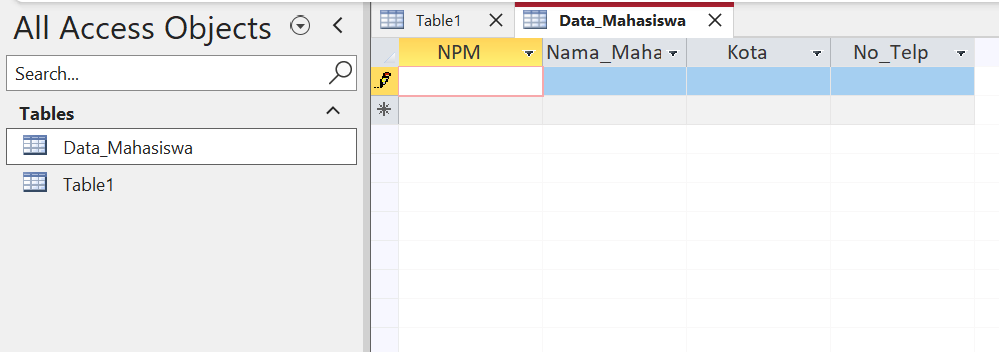 All Access Objects
Search...
Tables
Data_Mahasiswa
Table1
Table1 Data_Mahasiswa
NPM Nama_Maha Kota No_Telp